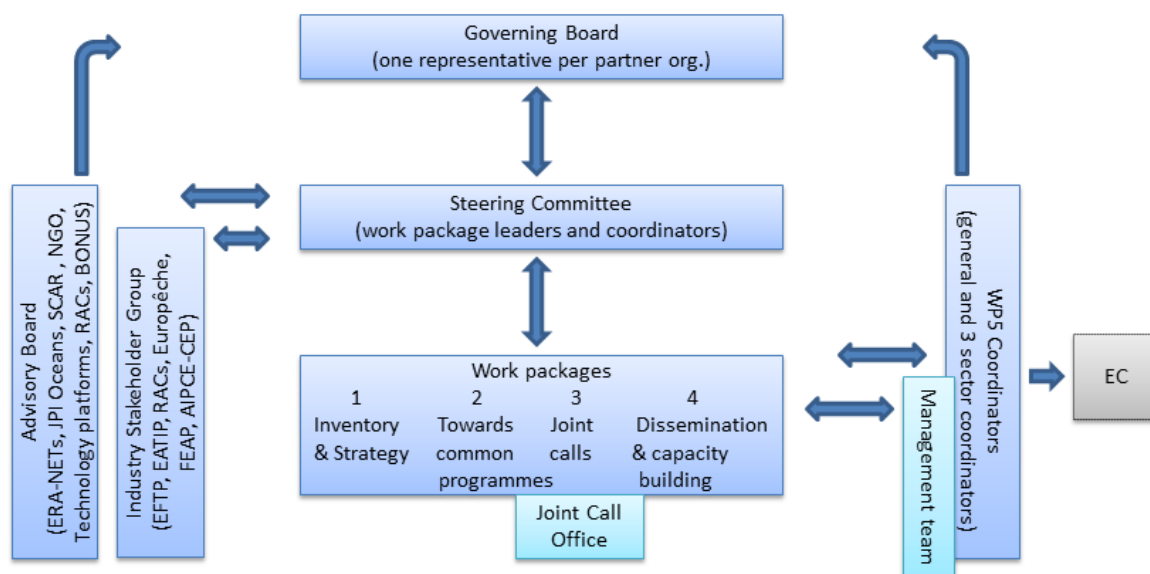 Governing Board
(one representative per partner org.)
Steering Committee
(work package leaders and coordinators)
Advisory Board
(ERA-NETs, JPI Oceans, SCAR , NGO,
Technology platforms, RACs, BONUS)
Industry Stakeholder Group
(EFTP, EATIP, RACs, Europêche,
FEAP, AIPCE-CEP)
Work packages
1 2 3 4
Inventory Towards Joint Dissemination
& Strategy common calls & capacity
programmes building
Joint Call
Office
WP5 Coordinators
(general and 3 sector coordinators)
Management team
EC